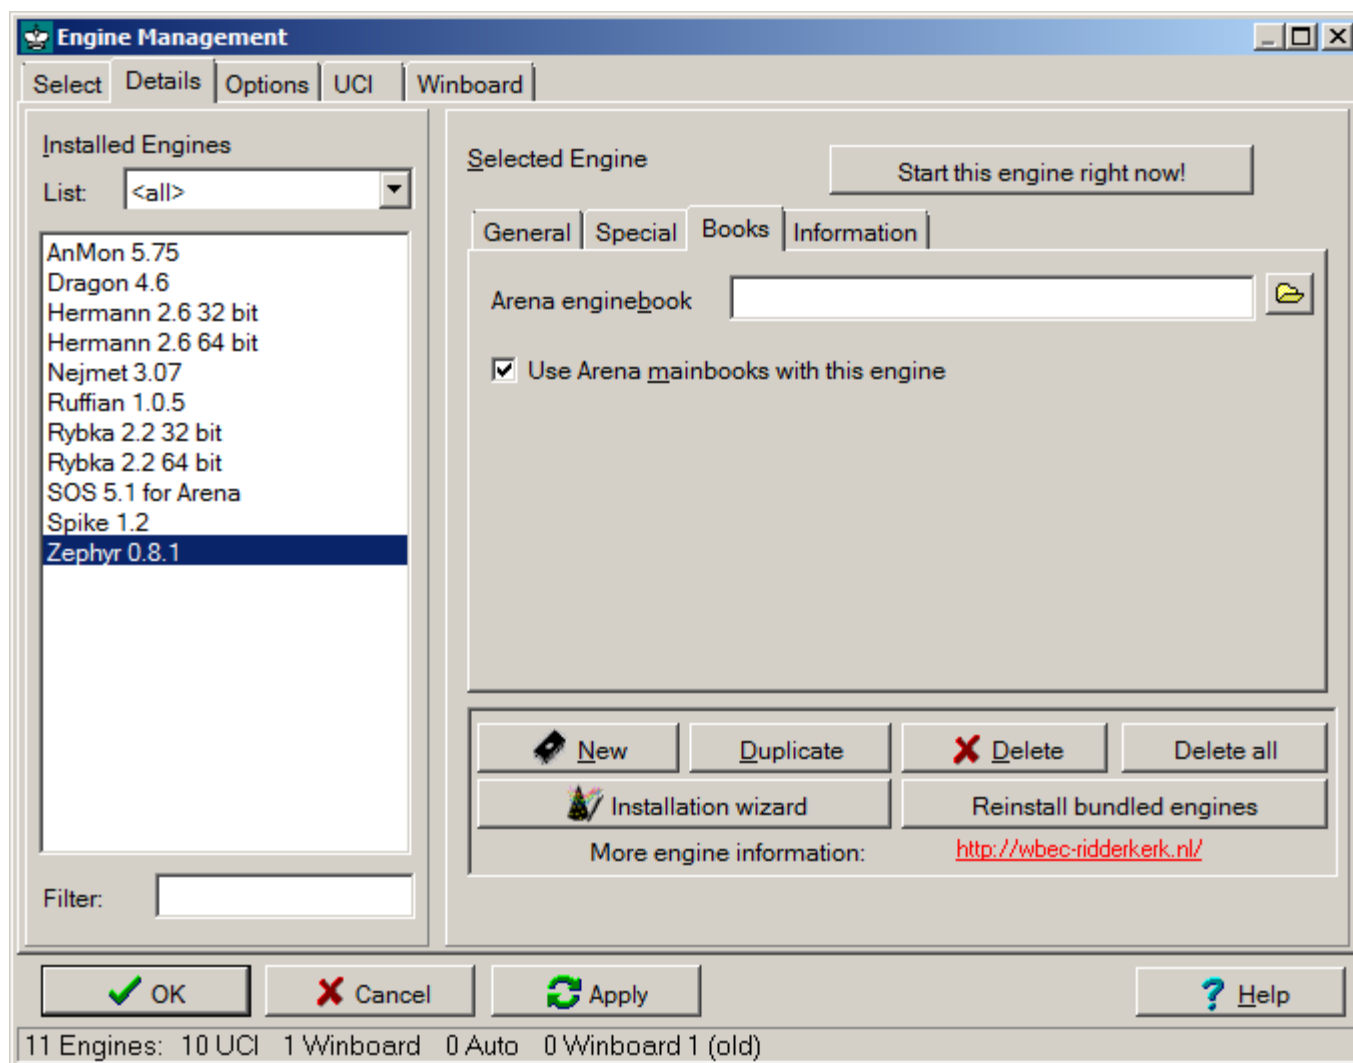 Engine Management
Select Details Options UCI Winboard
Installed Engines
List: <all>
AnMon 5.75
Dragon 4.6
Hermann 2.6 32 bit
Hermann 2.6 64 bit
Nejmet 3.07
Ruffian 1.0.5
Rybka 2.2 32 bit
Rybka 2.2 64 bit
SOS 5.1 for Arena
Spike 1.2
Zephyr 0.8.1
Filter:
Selected Engine
Start this engine right now!
General Special Books Information
Arena enginebook
Use Arena mainbooks with this engine
New Duplicate Delete Delete all
Installation wizard Reinstall bundled engines
More engine information: http://wbec-ridderkerk.nl/
OK Cancel Apply Help
11 Engines: 10 UCI 1 Winboard 0 Auto 0 Winboard 1 (old)